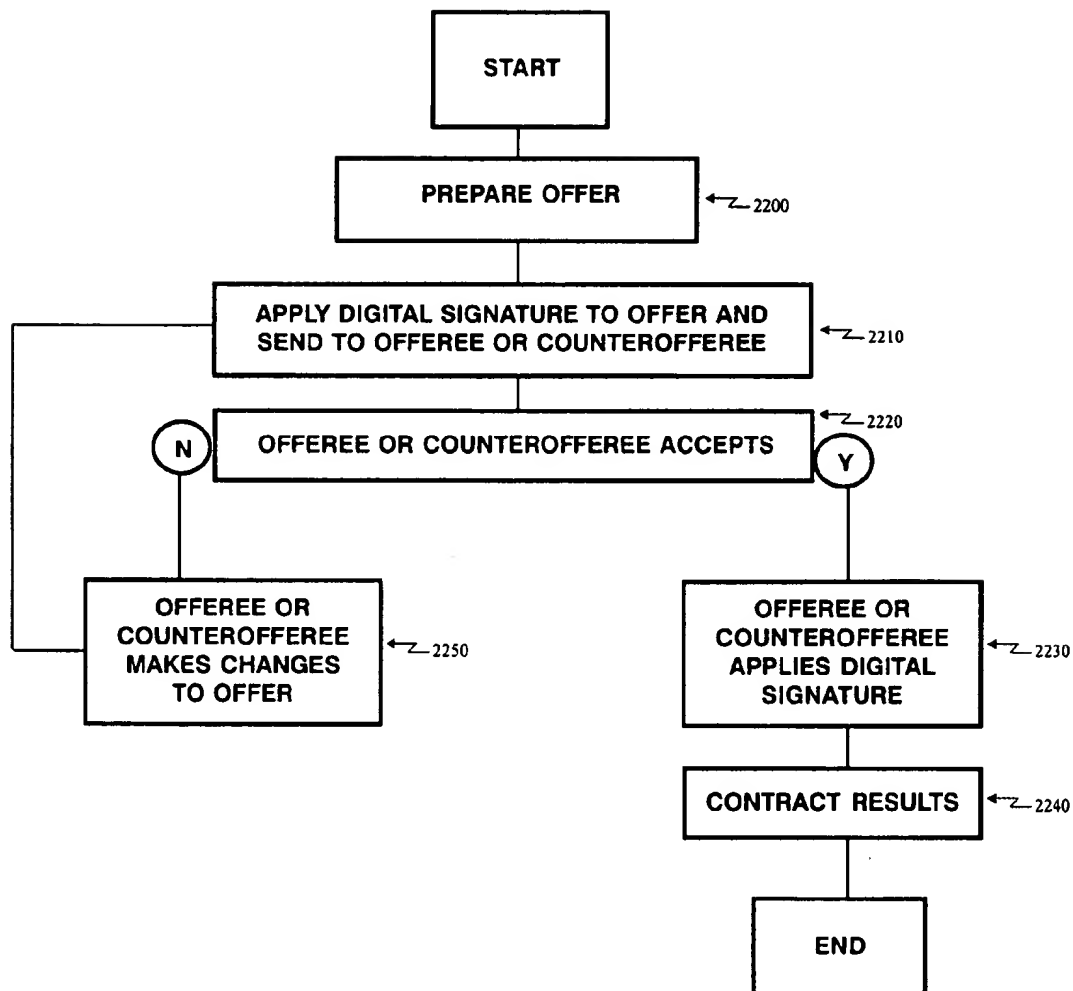 START
PREPARE OFFER
2200
APPLY DIGITAL SIGNATURE TO OFFER AND
SEND TO OFFEREE OR COUNTEROFFEREE
2210
2220
N
OFFEREE OR COUNTEROFFEREE ACCEPTS
Y
OFFEREE OR
COUNTEROFFEREE
MAKES CHANGES
TO OFFER
2250
OFFEREE OR
COUNTEROFFEREE
APPLIES DIGITAL
SIGNATURE
2230
CONTRACT RESULTS
2240
END